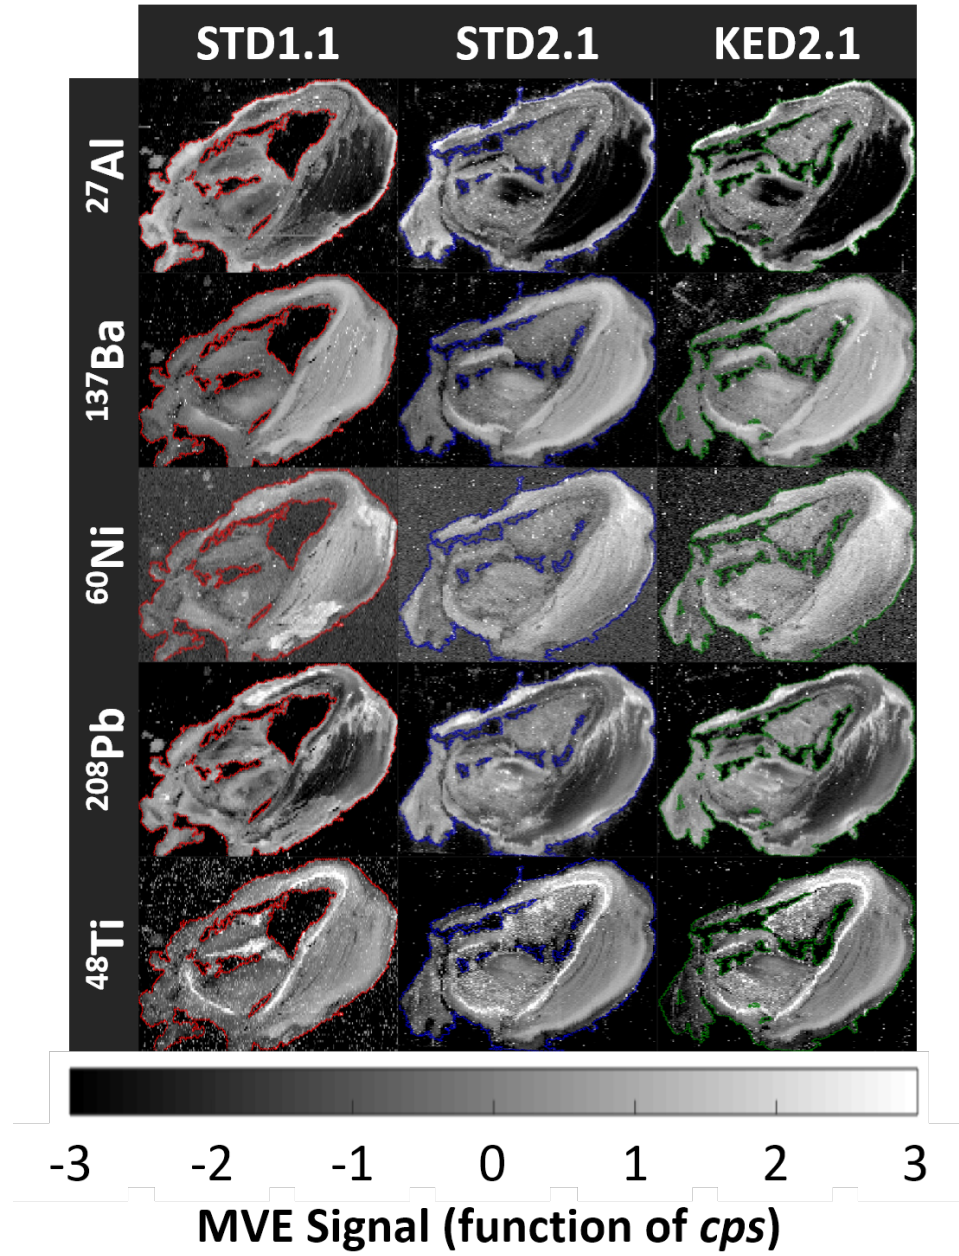 STD1.1 STD2.1 KED2.1
27Al
137Ba
60Ni
208Pb
48Ti
-3 -2 -1 0 1 2 3
MVE Signal (function of cps)